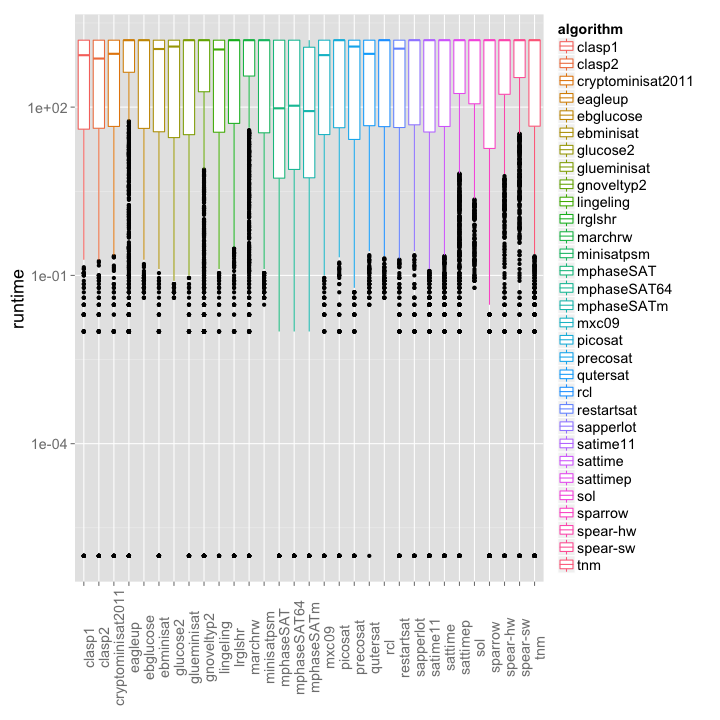 algorithm
clasp1
clasp2
cryptominisat2011
eagleup
ebglucose
ebminisat
glucose2
glueminisat
gnoveltyp2
lingeling
lrglshr
marchrw
minisatpsm
mphaseSAT
mphaseSAT64
mphaseSATm
mxc09
picosat
precosat
qutersat
rcl
restartsat
sapperlot
satime11
sattime
sattimep
sol
sparrow
spear-hw
spear-sw
tnm
1e+02
1e-01
1e-04
runtime
clasp1
clasp2
cryptominisat2011
eagleup
ebglucose
ebminisat
glucose2
glueminisat
gnoveltyp2
lingeling
lrglshr
marchrw
minisatpsm
mphaseSAT
mphaseSAT64
mphaseSATm
mxc09
picosat
precosat
qutersat
rcl
restartsat
sapperlot
satime11
sattime
sattimep
sol
sparrow
spear-hw
spear-sw
tnm